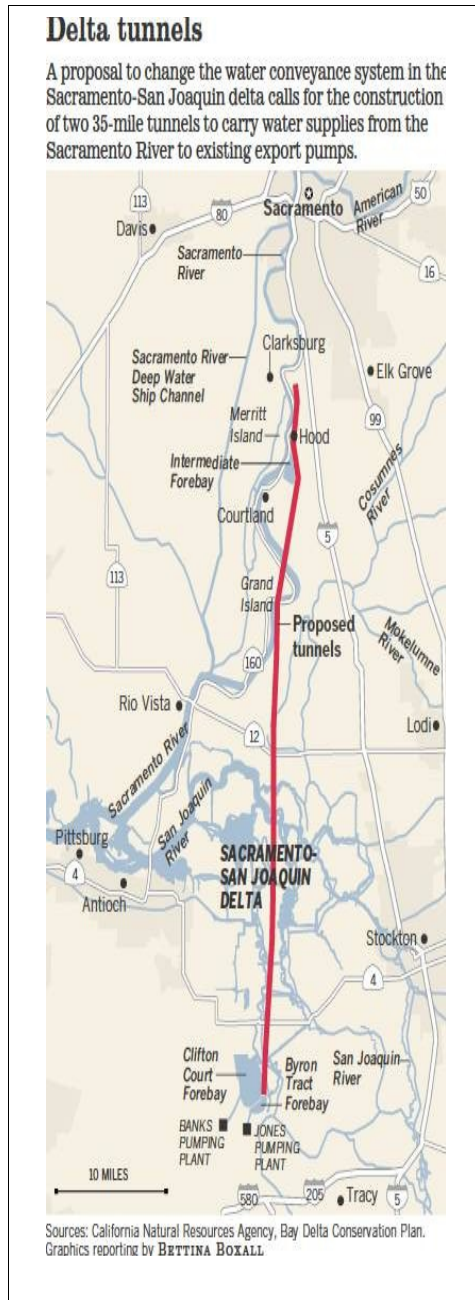 Delta tunnels
A proposal to change the water conveyance system in the
Sacramento-San Joaquin delta calls for the construction
of two 35-mile tunnels to carry water supplies from the
Sacramento River to existing export pumps.
113
80
Sacramento
American
River
50
Davis
Sacramento
River
16
Clarksburg
Sacramento River
Deep Water
Ship Channel
Elk Grove
Merritt
Island
Hood
99
Intermediate
Forebay
Cosumnes
River
Courtland
5
113
Grand
Island
Proposed
tunnels
Mokelumne
River
160
Rio Vista
12
Lodi
Sacramento River
San Joaquin
River
Pittsburg
4
SACRAMENTO-
SAN JOAQUIN
DELTA
Antioch
Stockton
4
Clifton
Court
Forebay
Byron
Tract
Forebay
San Joaquin
River
BANKS
PUMPING
PLANT
JONES
PUMPING
PLANT
10 MILES
580
205
Tracy
5
Sources: California Natural Resources Agency, Bay Delta Conservation Plan.
Graphics reporting by BETTINA BOXALL